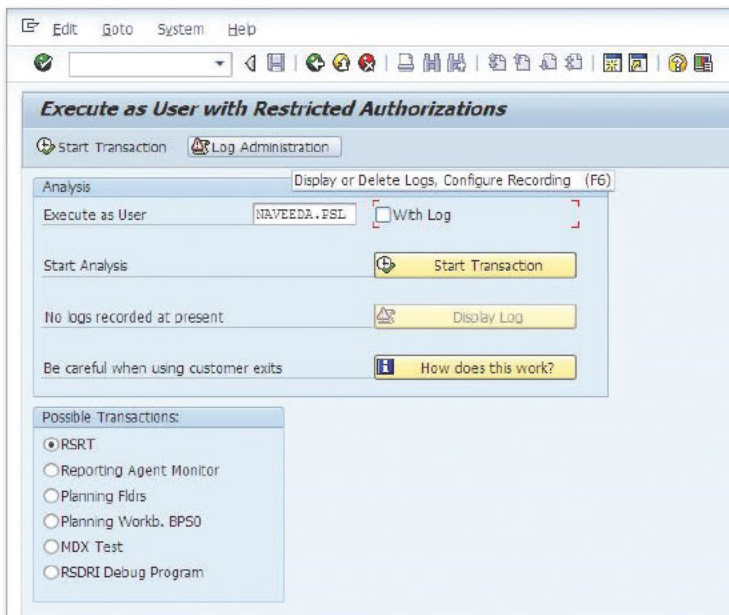 Edit Goto System Help
Execute as User with Restricted Authorizations
Start Transaction Log Administration
Display or Delete Logs, Configure Recording (F6)
Analysis
Execute as User NAVEEDA.PSL With Log
Start Analysis Start Transaction
No logs recorded at present Display Log
Be careful when using customer exits How does this work?
Possible Transactions:
RSRT
Reporting Agent Monitor
Planning Fldrs
Planning Workb. BPS0
MDX Test
RSDRI Debug Program